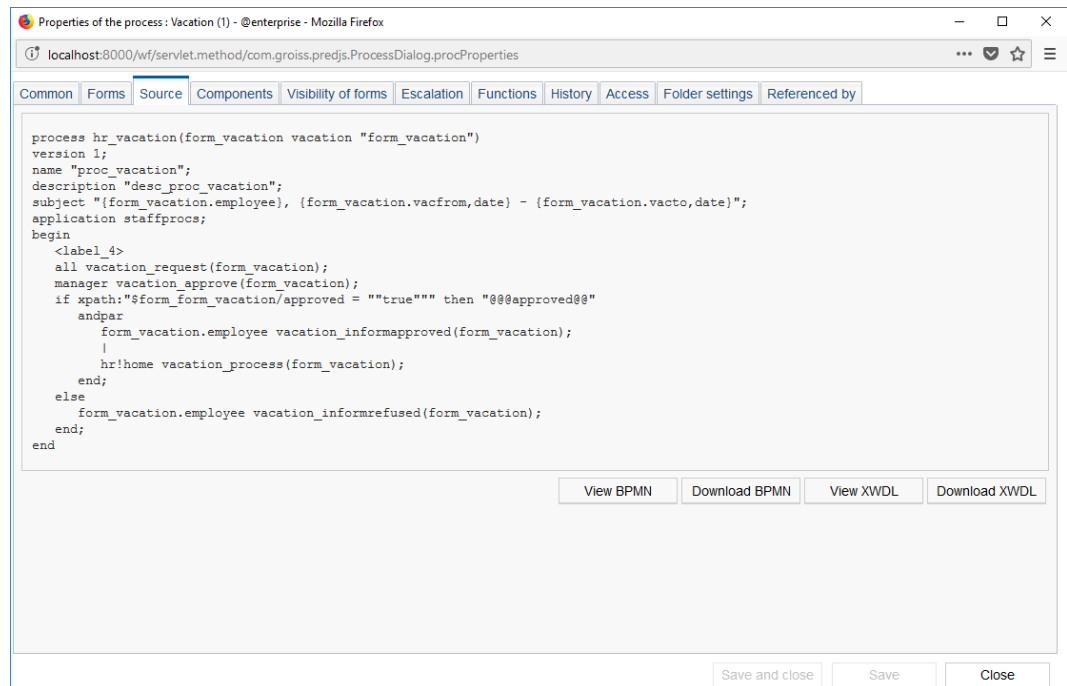 Properties of the process : Vacation (1) - @enterprise - Mozilla Firefox
localhost:8000/wf/servlet.method/com.groiss.predjs.ProcessDialog.procProperties
Common Forms Source Components Visibility of forms Escalation Functions History Access Folder settings Referenced by
process hr_vacation(form_vacation vacation "form_vacation")
version 1;
name "proc_vacation";
description "desc_proc_vacation";
subject "{form_vacation.employee}, {form_vacation.vacfrom,date} - {form_vacation.vacto,date}";
application staffprocs;
begin
   <label_4>
   all vacation_request(form_vacation);
   manager vacation_approve(form_vacation);
   if xpath:"$form_form_vacation/approved = ""true""" then "@@@approved@@"
      andpar
         form_vacation.employee vacation_informapproved(form_vacation);
         |
         hr!home vacation_process(form_vacation);
      end;
   else
      form_vacation.employee vacation_informrefused(form_vacation);
   end;
end
View BPMN Download BPMN View XWDL Download XWDL
Save and close Save Close